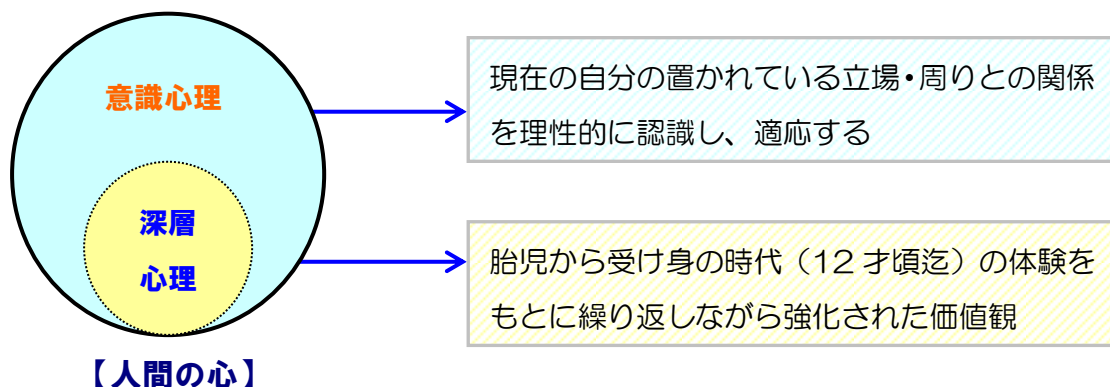 意識心理
深層
心理
【人間の心】
現在の自分の置かれている立場・周りとの関係
を理性的に認識し、適応する
胎児から受け身の時代（12才頃迄）の体験を
もとに繰り返しながら強化された価値観